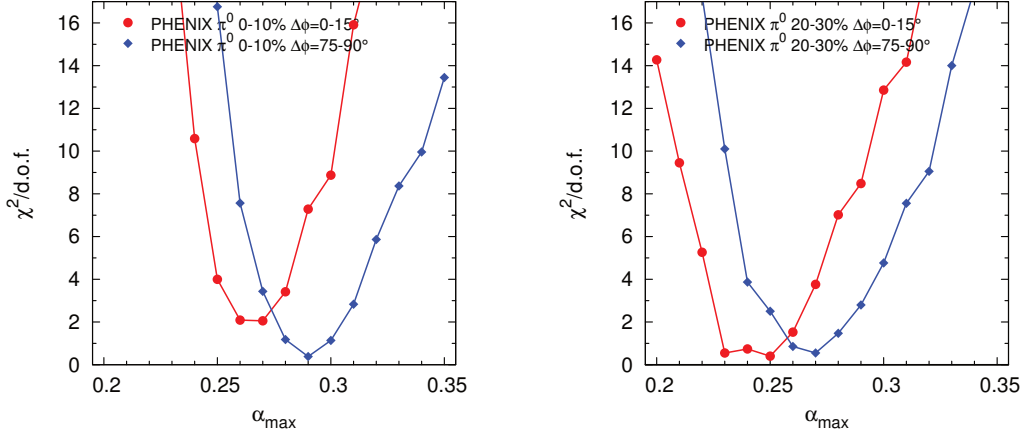 16
14
12
10
8
6
4
2
0
χ²/d.o.f.
PHENIX π⁰ 0-10% Δϕ=0-15°
PHENIX π⁰ 0-10% Δϕ=75-90°
0.2 0.25 0.3 0.35
α_max
16
14
12
10
8
6
4
2
0
χ²/d.o.f.
PHENIX π⁰ 20-30% Δϕ=0-15°
PHENIX π⁰ 20-30% Δϕ=75-90°
0.2 0.25 0.3 0.35
α_max